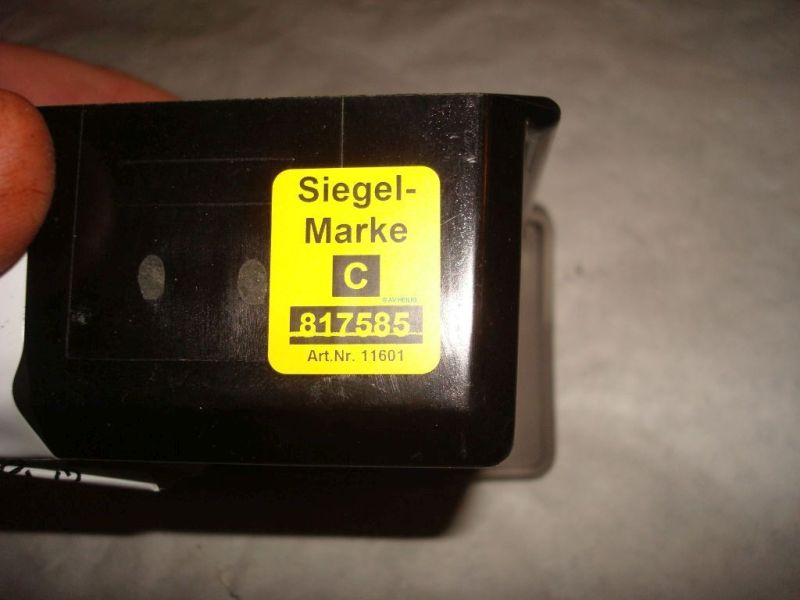 Siegel-
Marke
C
817585
Art.Nr. 11601